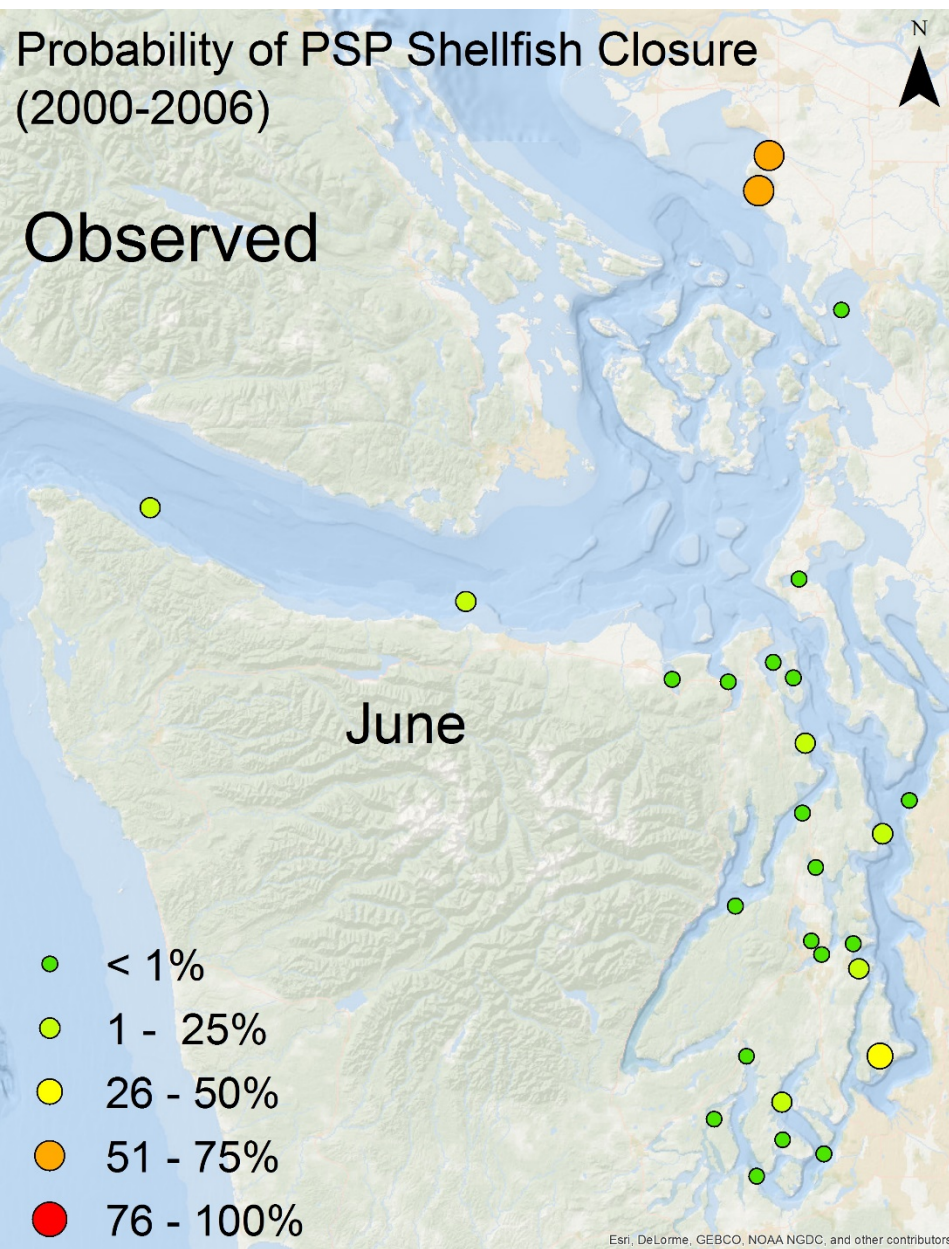 Probability of PSP Shellfish Closure
(2000-2006)
N
Observed
June
< 1%
1 - 25%
26 - 50%
51 - 75%
76 - 100%
Esri, DeLorme, GEBCO, NOAA NGDC, and other contributors